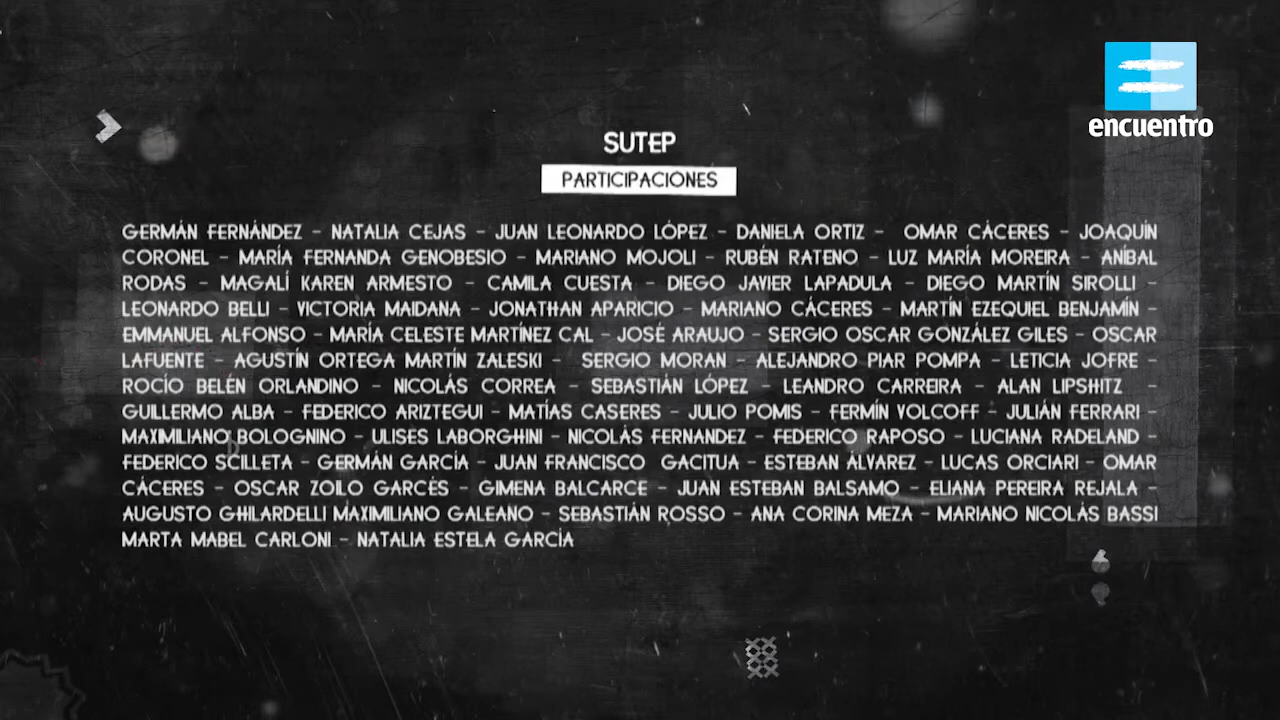 encuentro
SUTEP
PARTICIPACIONES
GERMÁN FERNÁNDEZ - NATALIA CEJAS - JUAN LEONARDO LÓPEZ - DANIELA ORTIZ - OMAR CÁCERES - JOAQUÍN
CORONEL - MARÍA FERNANDA GENOBESIO - MARIANO MOJOLI - RUBÉN RATENO - LUZ MARÍA MOREIRA - ANÍBAL
RODAS - MAGALÍ KAREN ARMESTO - CAMILA CUESTA - DIEGO JAVIER LAPADULA - DIEGO MARTÍN SIROLLI -
LEONARDO BELLI - VICTORIA MAIDANA - JONATHAN APARICIO - MARIANO CÁCERES - MARTÍN EZEQUIEL BENJAMÍN -
EMMANUEL ALFONSO - MARÍA CELESTE MARTÍNEZ CAL - JOSÉ ARAUJO - SERGIO OSCAR GONZÁLEZ GILES - OSCAR
LAFUENTE - AGUSTÍN ORTEGA MARTÍN ZALESKI - SERGIO MORAN - ALEJANDRO PIAR POMPA - LETICIA JOFRE -
ROCÍO BELÉN ORLANDINO - NICOLÁS CORREA - SEBASTIÁN LÓPEZ - LEANDRO CARREIRA - ALAN LIPSHITZ -
GUILLERMO ALBA - FEDERICO ARIZTEGUI - MATÍAS CASERES - JULIO POMIS - FERMÍN VOLCOFF - JULIÁN FERRARI -
MAXIMILIANO BOLOGNINO - ULISES LABORGHINI - NICOLÁS FERNANDEZ - FEDERICO RAPOSO - LUCIANA RADELAND -
FEDERICO SCILLETA - GERMÁN GARCÍA - JUAN FRANCISCO GACITUA - ESTEBAN ÁLVAREZ - LUCAS ORCIARI - OMAR
CÁCERES - OSCAR ZOILO GARCÉS - GIMENA BALCARCE - JUAN ESTEBAN BALSAMO - ELIANA PEREIRA REJALA -
AUGUSTO GHILARDELLI MAXIMILIANO GALEANO - SEBASTIÁN ROSSO - ANA CORINA MEZA - MARIANO NICOLÁS BASSI
MARTA MABEL CARLONI - NATALIA ESTELA GARCÍA